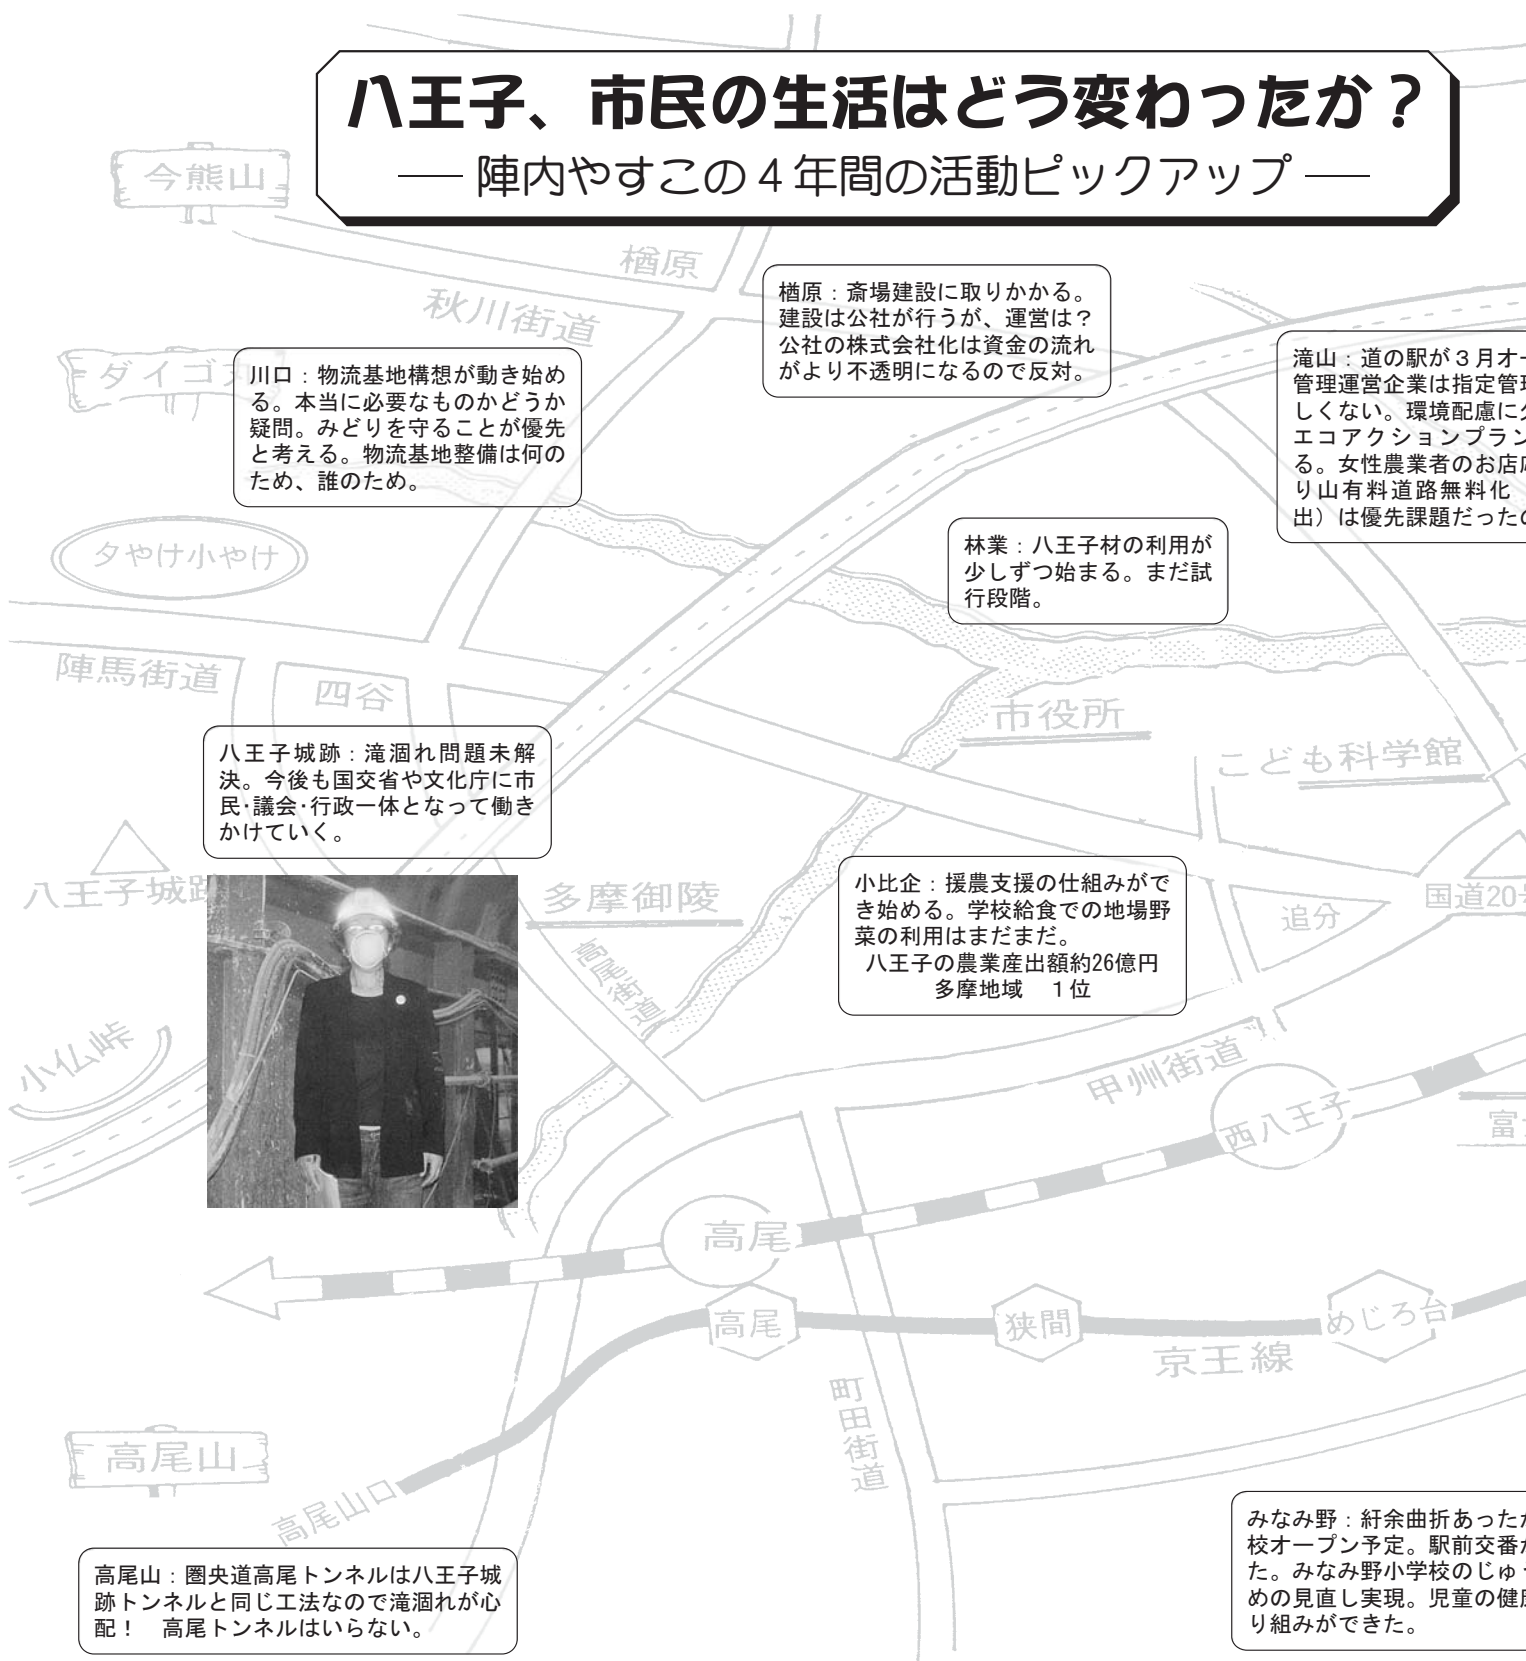 八王子、市民の生活はどう変わったか？
― 陣内やすこの４年間の活動ピックアップ ―
今熊山
楢原
秋川街道
楢原：斎場建設に取りかかる。
建設は公社が行うが、運営は？
公社の株式会社化は資金の流れ
がより不透明になるので反対。
ダイゴ丸
川口：物流基地構想が動き始め
る。本当に必要なものかどうか
疑問。みどりを守ることが優先
と考える。物流基地整備は何の
ため、誰のため。
滝山：道の駅が３月オー
管理運営企業は指定管理
しくない。環境配慮に
エコアクションプラン
る。女性農業者のお店
り山有料道路無料化
出）は優先課題だったの
林業：八王子材の利用が
少しずつ始まる。まだ試
行段階。
夕やけ小やけ
陣馬街道
四谷
市役所
こども科学館
八王子城跡：滝涸れ問題未解
決。今後も国交省や文化庁に市
民･議会･行政一体となって働き
かけていく。
八王子城跡
多摩御陵
高尾街道
小比企：援農支援の仕組みがで
き始める。学校給食での地場野
菜の利用はまだまだ。
八王子の農業産出額約26億円
多摩地域　１位
追分
国道20号
小仏峠
甲州街道
西八王子
富士
高尾
高尾
狭間
めじろ台
京王線
町田街道
高尾山
高尾山口
高尾山：圏央道高尾トンネルは八王子城
跡トンネルと同じ工法なので滝涸れが心
配！　高尾トンネルはいらない。
みなみ野：紆余曲折あったが
校オープン予定。駅前交番が
た。みなみ野小学校のじゅう
めの見直し実現。児童の健康
り組みができた。